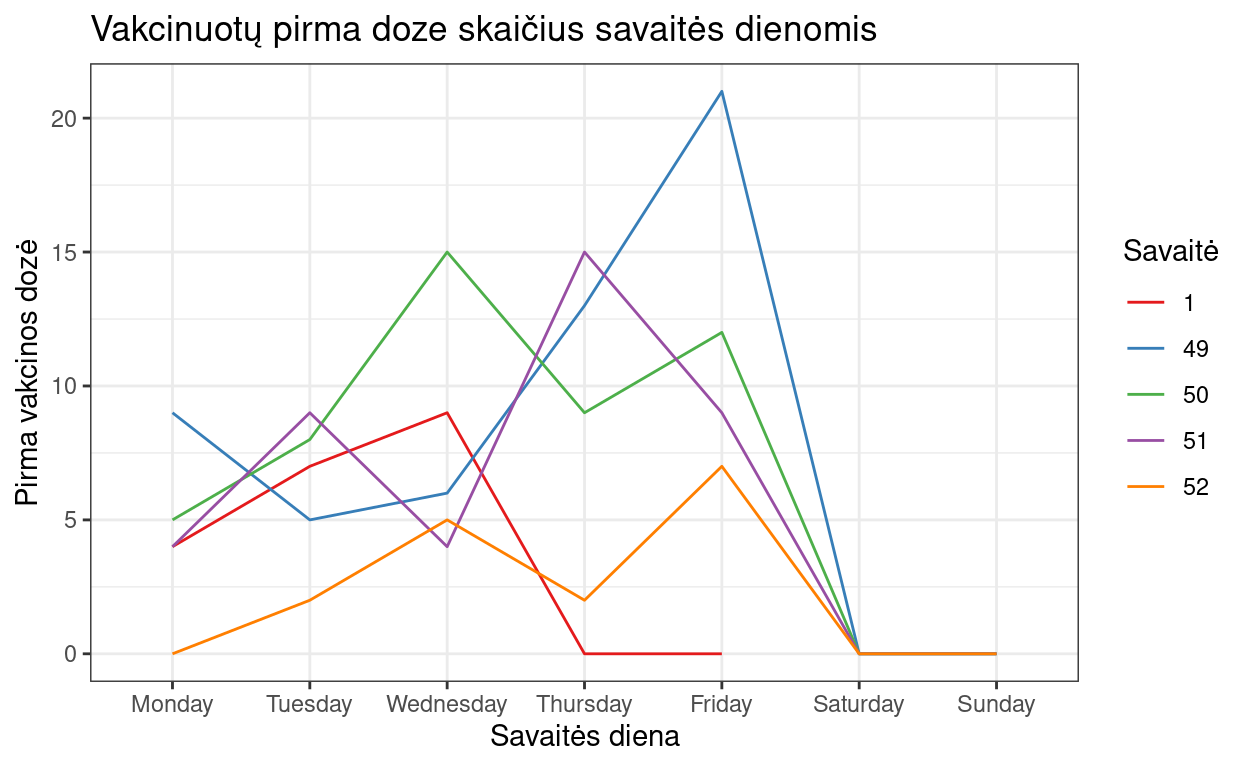 Vakcinuotų pirma doze skaičius savaitės dienomis
Pirma vakcinos dozė
20
15
10
5
0
Monday Tuesday Wednesday Thursday Friday Saturday Sunday
Savaitės diena
Savaitė
1
49
50
51
52